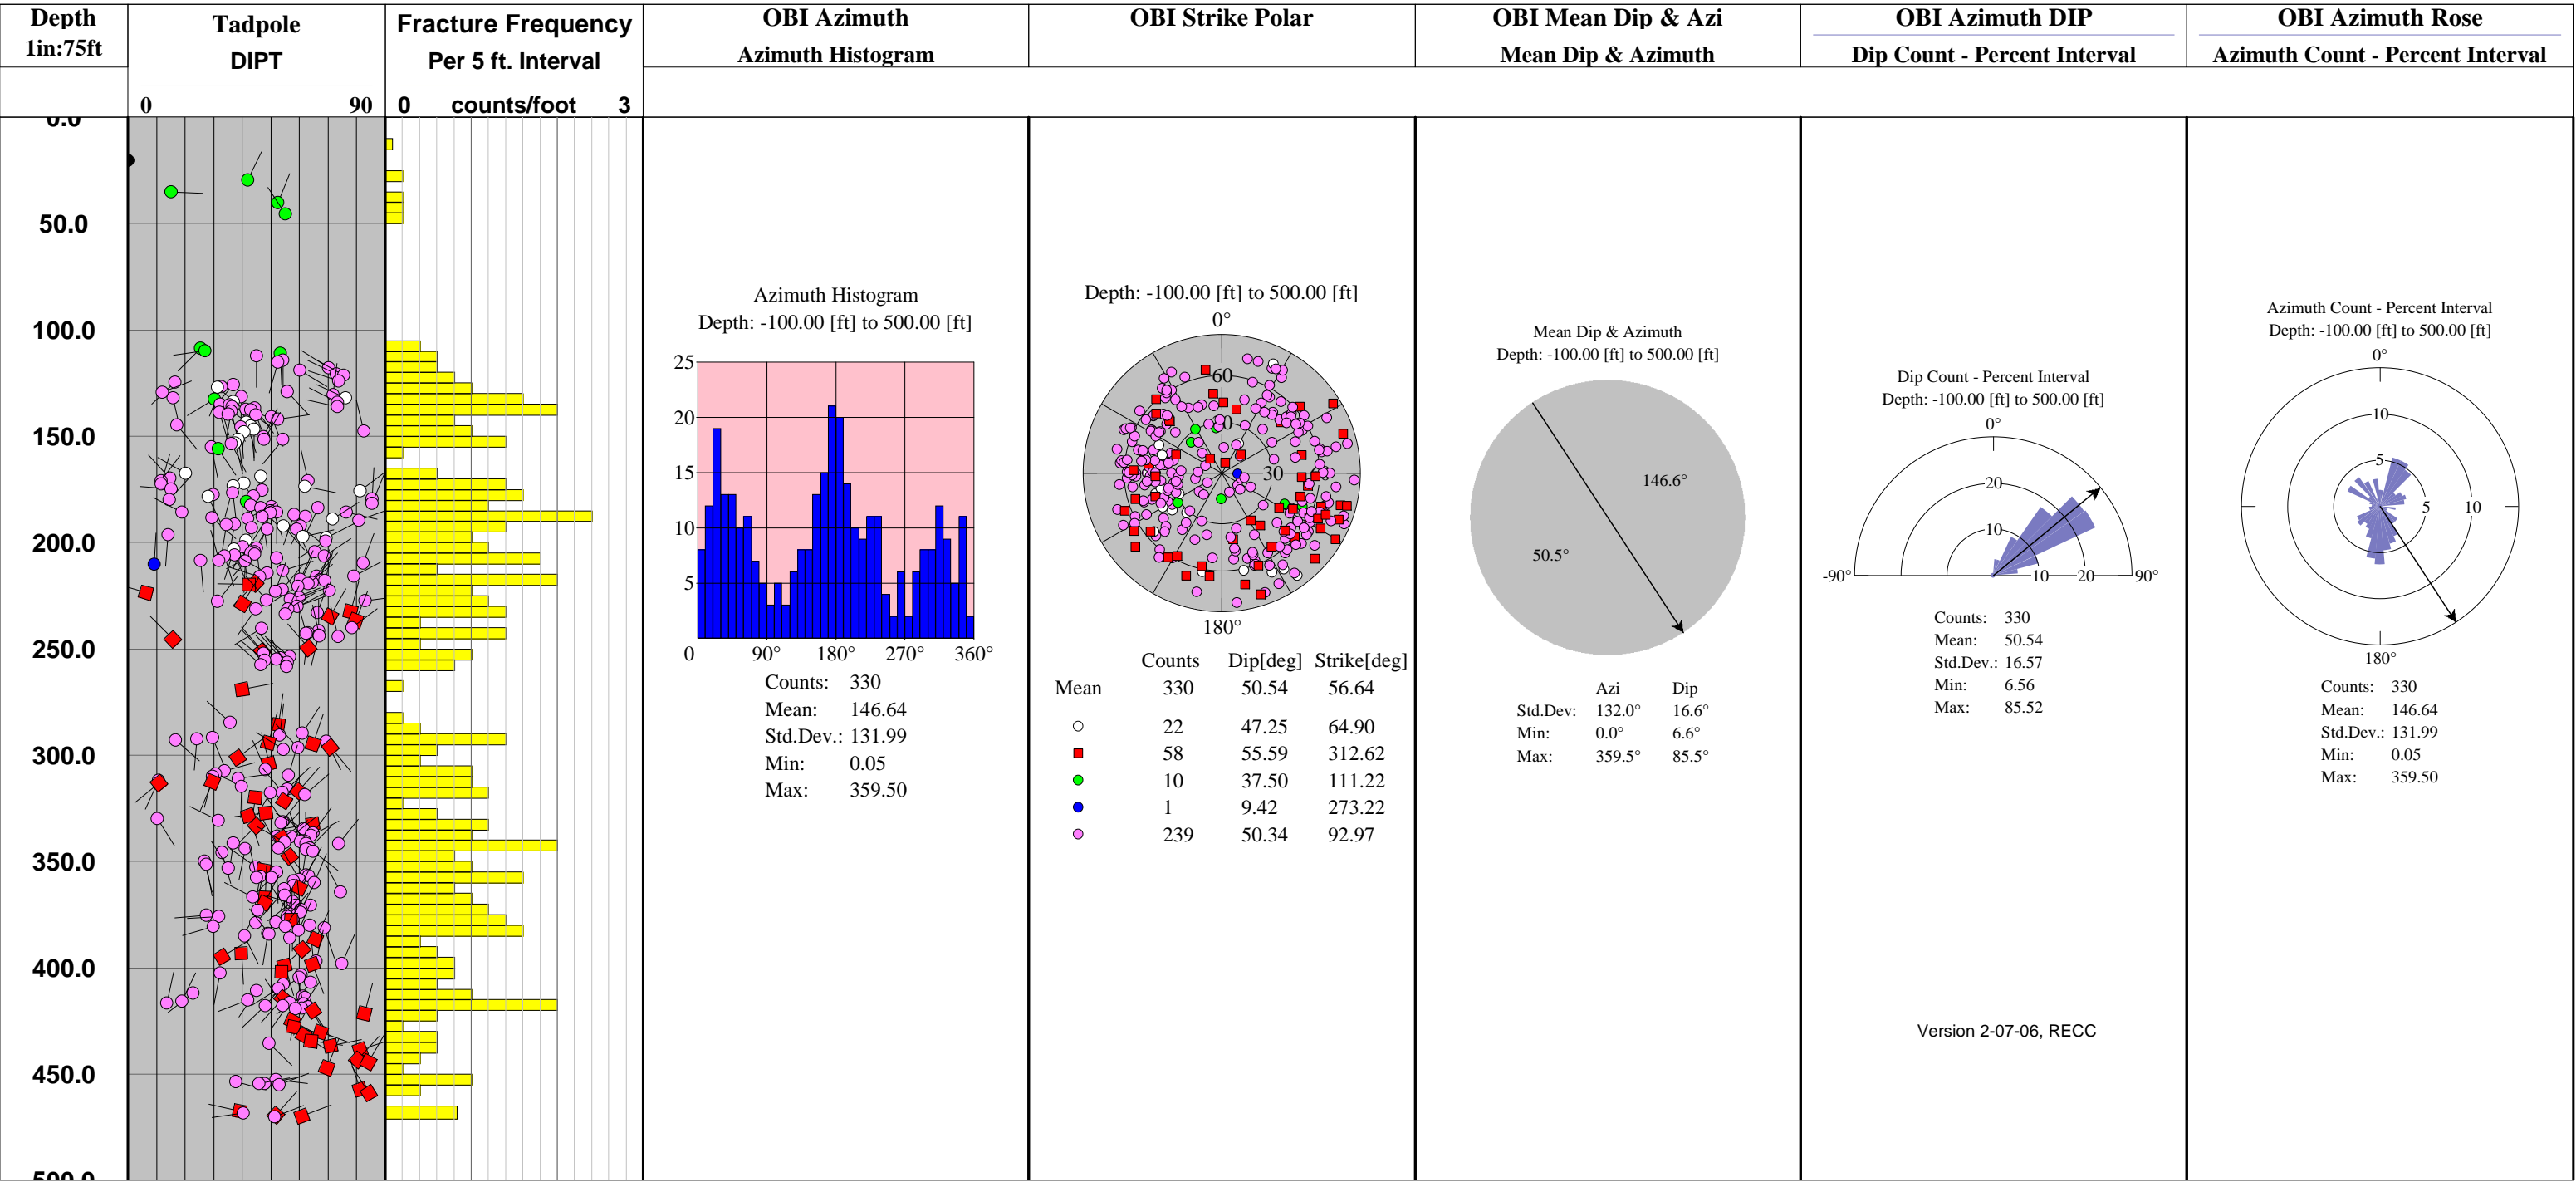 Depth
1in:75ft
Tadpole
DIPT
0 90
Fracture Frequency
Per 5 ft. Interval
0 counts/foot 3
OBI Azimuth
Azimuth Histogram
OBI Strike Polar
OBI Mean Dip & Azi
Mean Dip & Azimuth
OBI Azimuth DIP
Dip Count - Percent Interval
OBI Azimuth Rose
Azimuth Count - Percent Interval
0.0
50.0
100.0
150.0
200.0
250.0
300.0
350.0
400.0
450.0
500.0
Azimuth Histogram
Depth: -100.00 [ft] to 500.00 [ft]
25
20
15
10
5
0 90° 180° 270° 360°
Counts: 330
Mean: 146.64
Std.Dev.: 131.99
Min: 0.05
Max: 359.50
Depth: -100.00 [ft] to 500.00 [ft]
0°
60
30
180°
Counts Dip[deg] Strike[deg]
Mean 330 50.54 56.64
22 47.25 64.90
58 55.59 312.62
10 37.50 111.22
1 9.42 273.22
239 50.34 92.97
Mean Dip & Azimuth
Depth: -100.00 [ft] to 500.00 [ft]
146.6°
50.5°
Azi Dip
Std.Dev: 132.0° 16.6°
Min: 0.0° 6.6°
Max: 359.5° 85.5°
Dip Count - Percent Interval
Depth: -100.00 [ft] to 500.00 [ft]
0°
20
10
-90° 10 20 90°
Counts: 330
Mean: 50.54
Std.Dev.: 16.57
Min: 6.56
Max: 85.52
Version 2-07-06, RECC
Azimuth Count - Percent Interval
Depth: -100.00 [ft] to 500.00 [ft]
0°
10
5
5 10
180°
Counts: 330
Mean: 146.64
Std.Dev.: 131.99
Min: 0.05
Max: 359.50